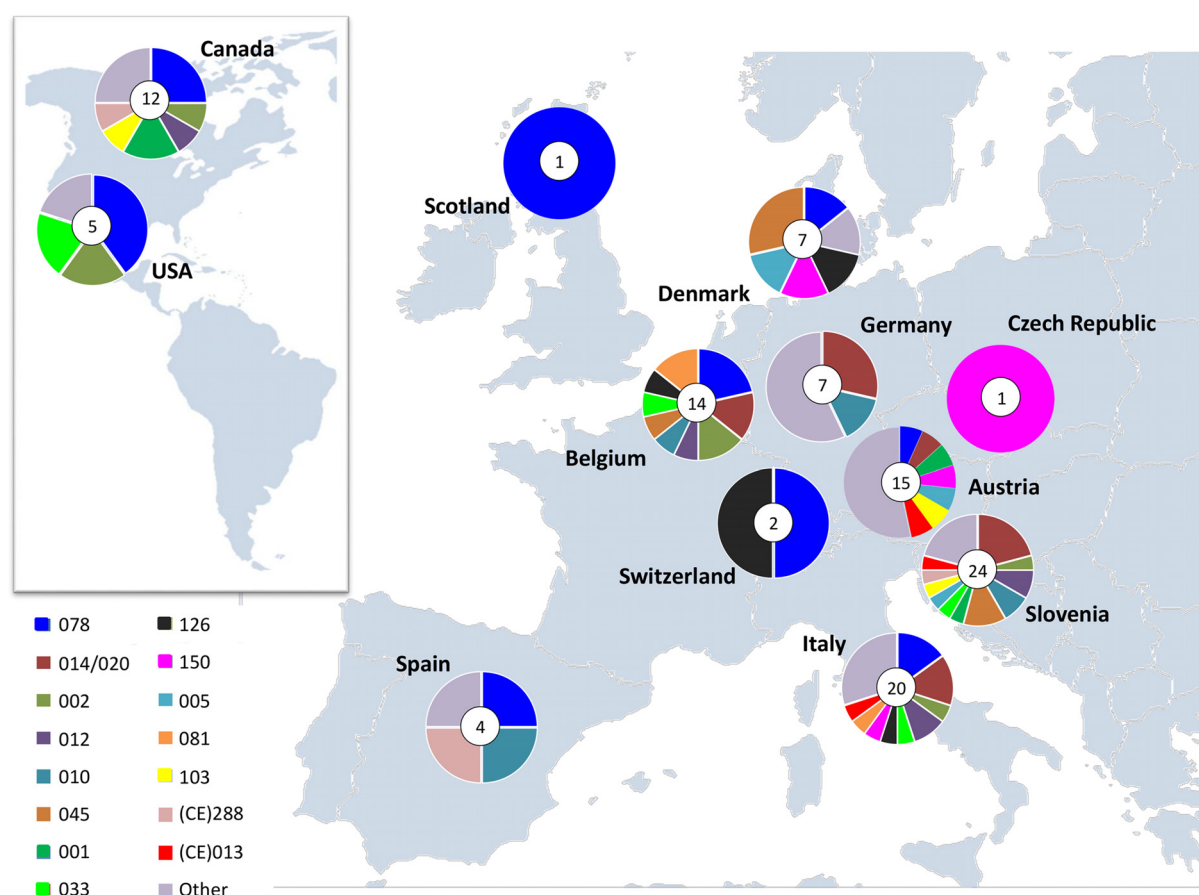 Canada
12
5
USA
Scotland
1
7
Denmark
Germany
7
Czech Republic
1
14
Belgium
15
Austria
2
Switzerland
24
Slovenia
Italy
20
Spain
4
078
014/020
002
012
010
045
001
033
126
150
005
081
103
(CE)288
(CE)013
Other